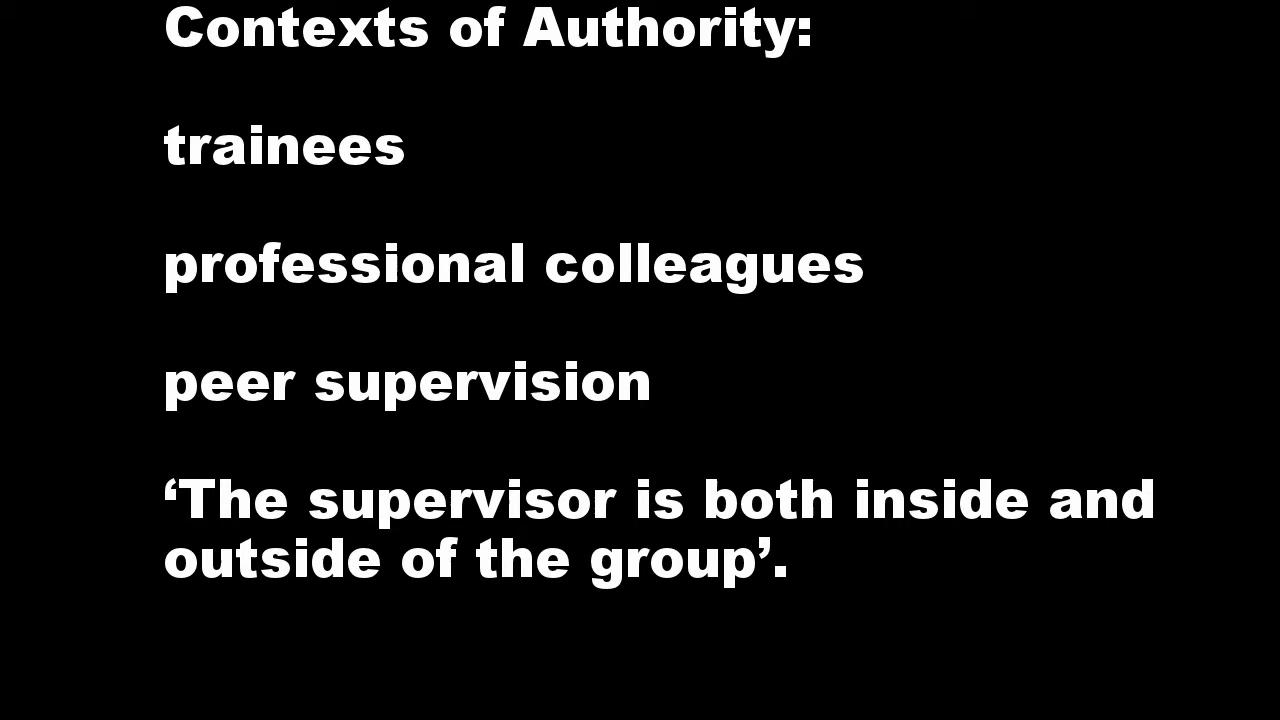 Contexts of Authority:
trainees
professional colleagues
peer supervision
‘The supervisor is both inside and
outside of the group’.